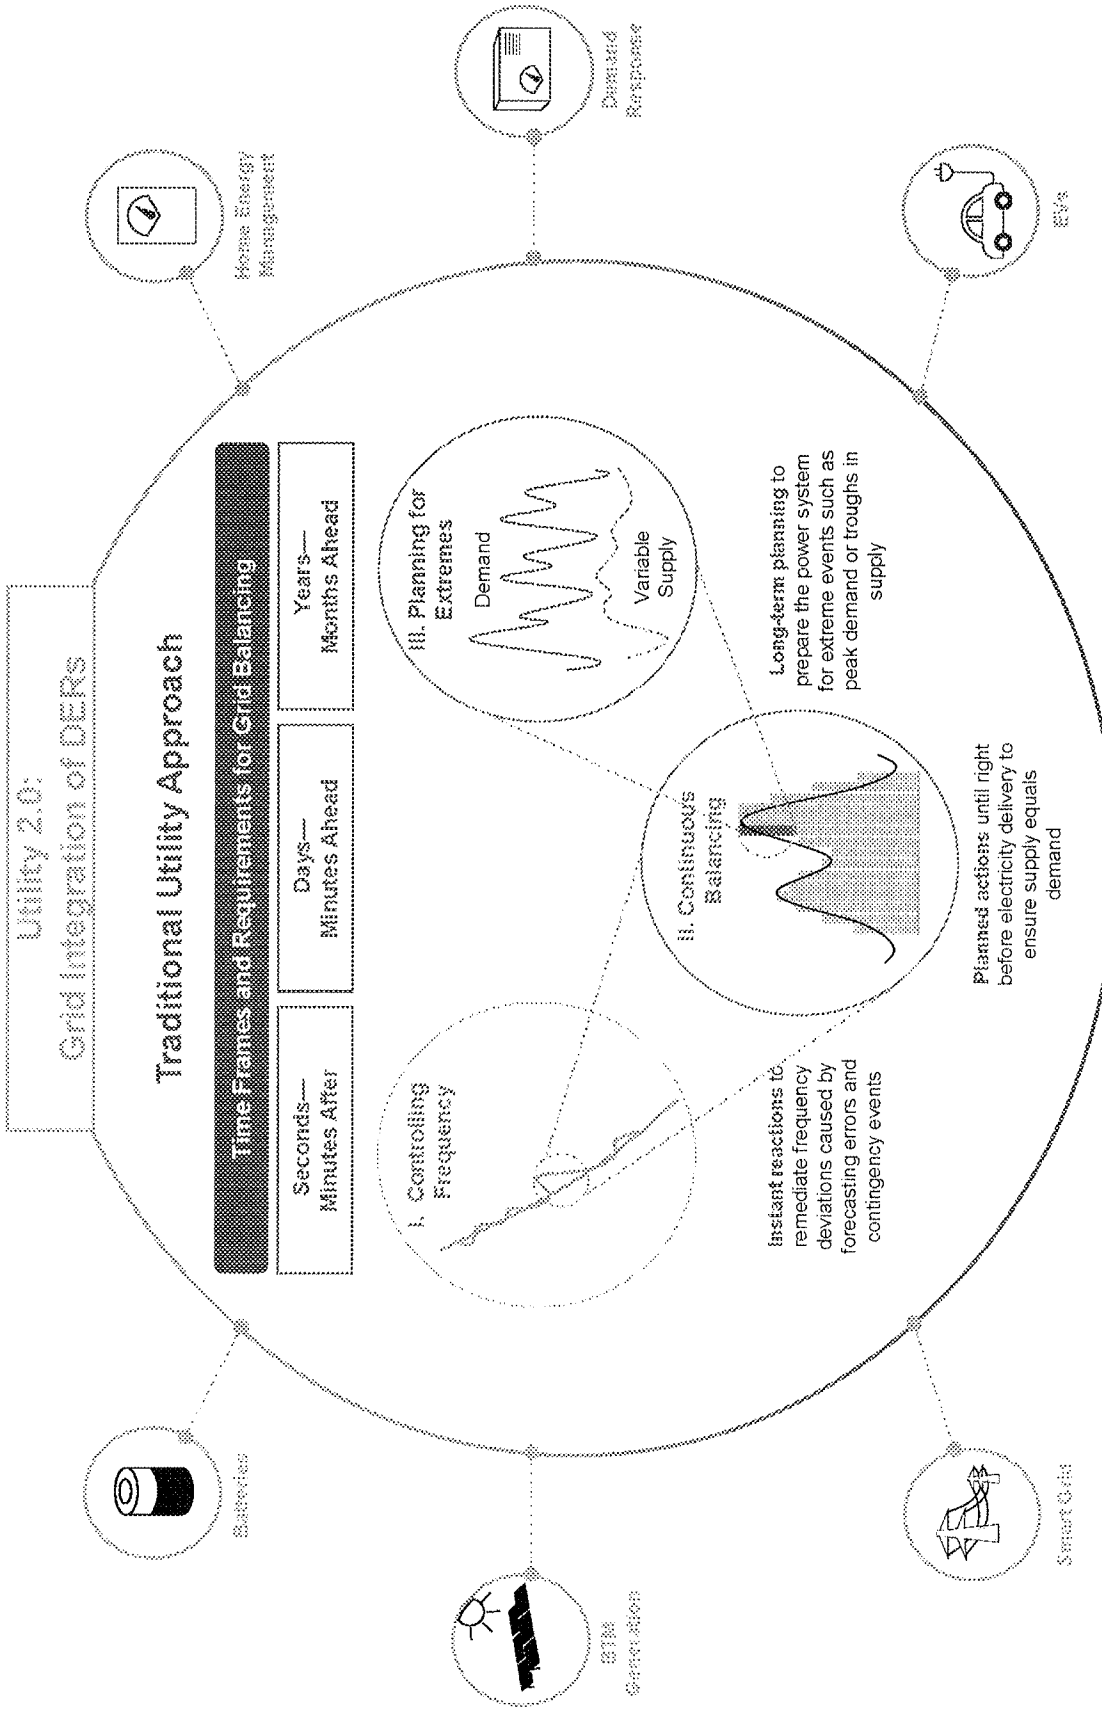 Utility 2.0:
Grid Integration of DERs
Traditional Utility Approach
Time Frames and Requirements for Grid Balancing
Seconds—
Minutes After
Days—
Minutes Ahead
Years—
Months Ahead
I. Controlling
Frequency
II. Continuous
Balancing
III. Planning for
Extremes
Demand
Variable
Supply
Instant reactions to
remediate frequency
deviations caused by
forecasting errors and
contingency events
Planned actions until right
before electricity delivery to
ensure supply equals
demand
Long-term planning to
prepare the power system
for extreme events such as
peak demand or troughs in
supply
Batteries
BTM
Generation
Smart Grid
Home Energy
Management
Demand
Response
EVs